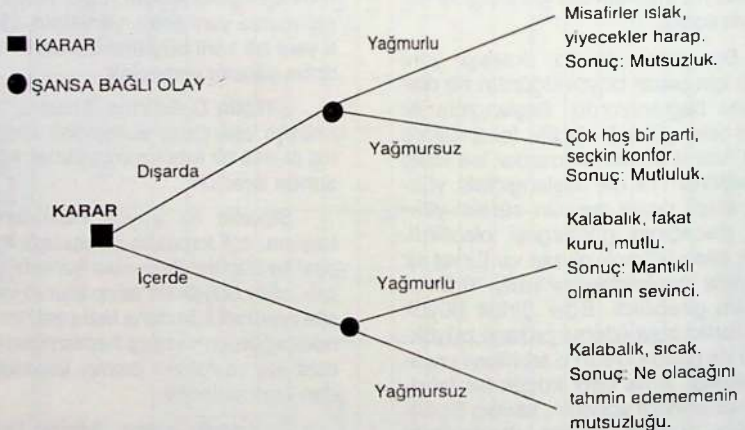 KARAR
ŞANSA BAĞLI OLAY
Yağmurlu
Misafirler ıslak,
yiyecekler harap.
Sonuç: Mutsuzluk.
Yağmursuz
Çok hoş bir parti,
seçkin konfor.
Sonuç: Mutluluk.
Dışarda
KARAR
İçerde
Yağmurlu
Kalabalık, fakat
kuru, mutlu.
Sonuç: Mantıklı
olmanın sevinci.
Yağmursuz
Kalabalık, sıcak.
Sonuç: Ne olacağını
tahmin edememenin
mutsuzluğu.